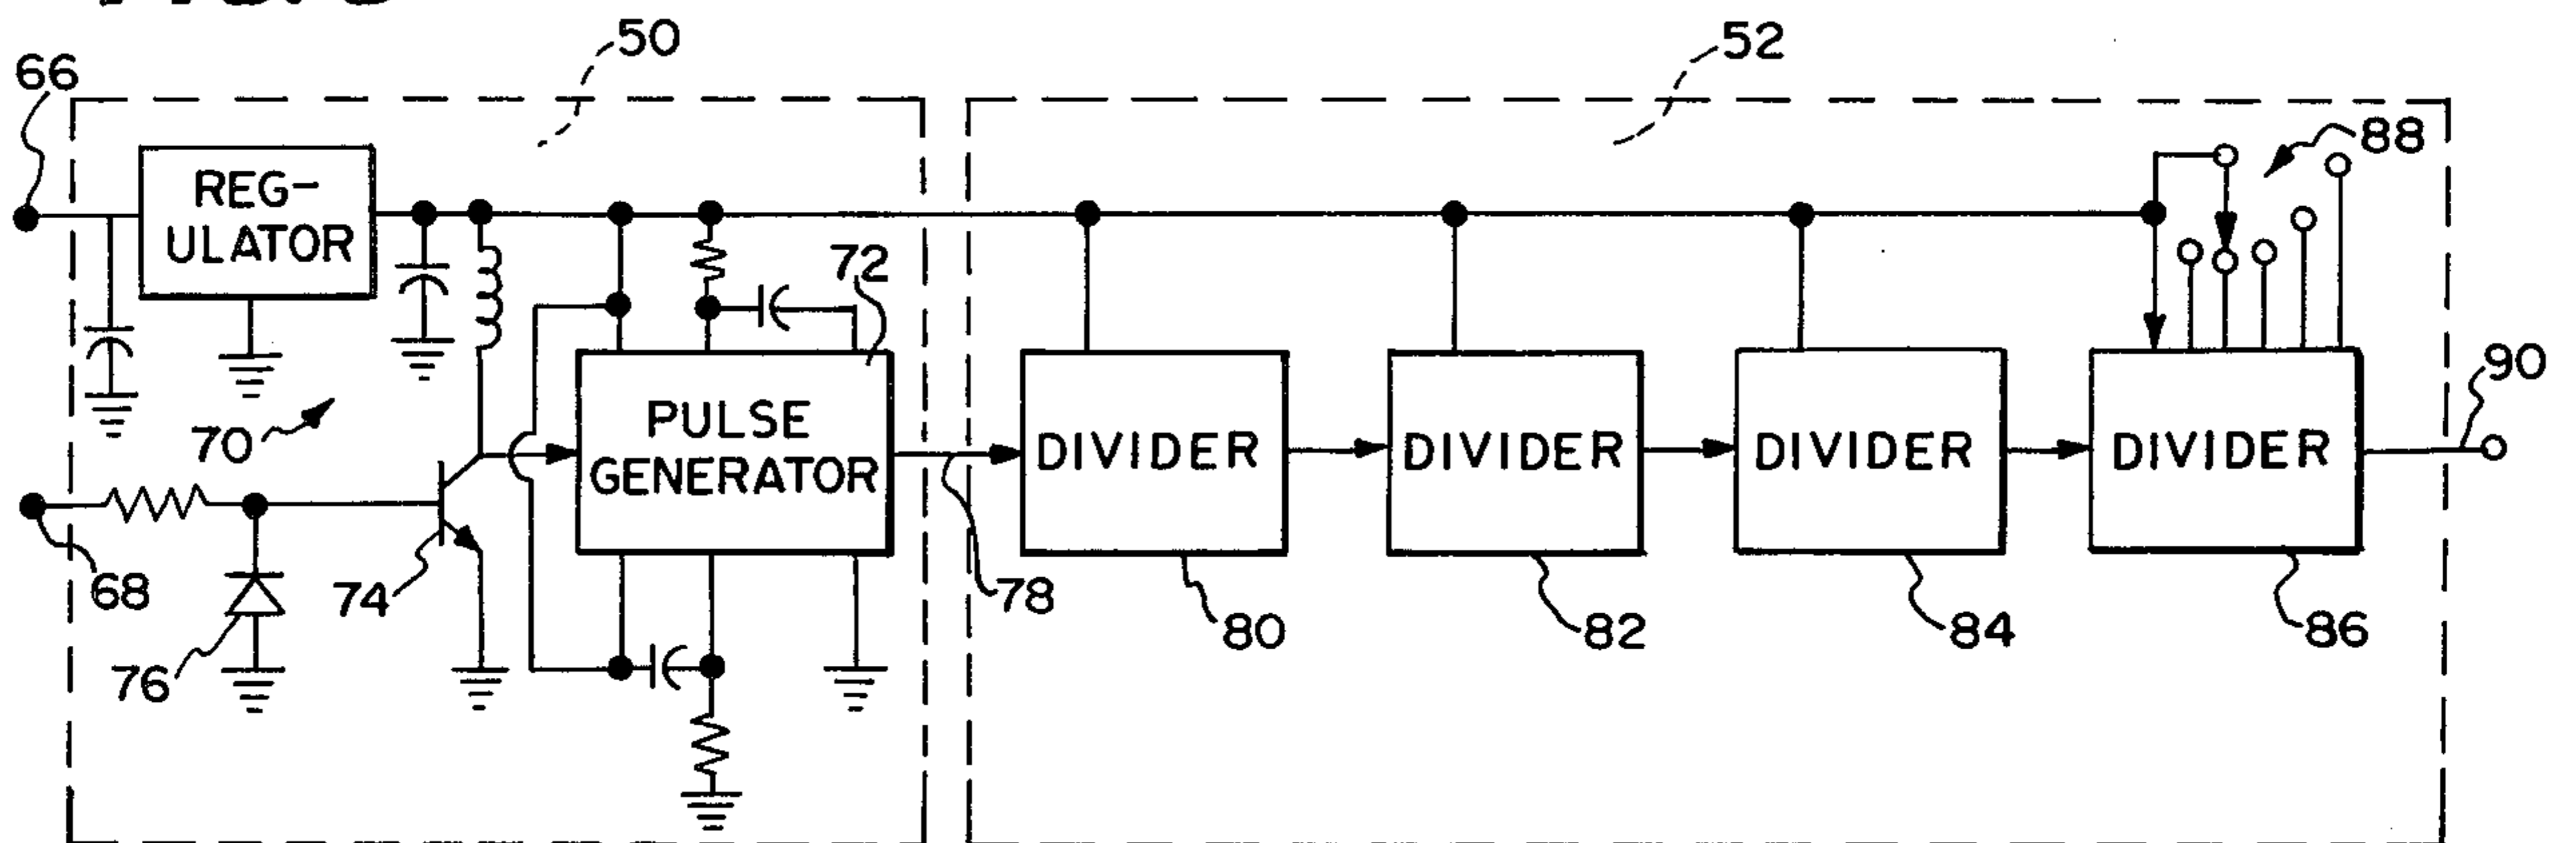 50
52
66
88
REG-
ULATOR
72
90
70
PULSE
GENERATOR
DIVIDER
DIVIDER
DIVIDER
DIVIDER
68
74
76
78
80
82
84
86